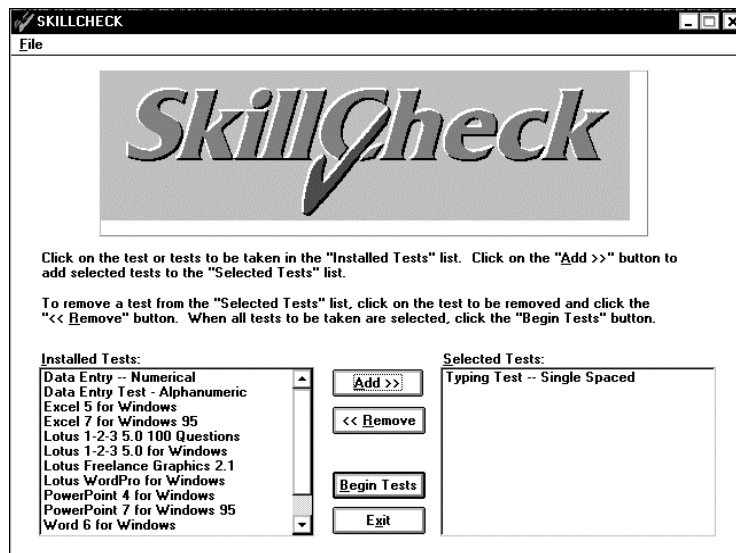 SKILLCHECK
File
SkillCheck
Click on the test or tests to be taken in the "Installed Tests" list.  Click on the "Add >>" button to
add selected tests to the "Selected Tests" list.
To remove a test from the "Selected Tests" list, click on the test to be removed and click the
"<< Remove" button.  When all tests to be taken are selected, click the "Begin Tests" button.
Installed Tests:
Data Entry -- Numerical
Data Entry Test - Alphanumeric
Excel 5 for Windows
Excel 7 for Windows 95
Lotus 1-2-3 5.0 100 Questions
Lotus 1-2-3 5.0 for Windows
Lotus Freelance Graphics 2.1
Lotus WordPro for Windows
PowerPoint 4 for Windows
PowerPoint 7 for Windows 95
Word 6 for Windows
Add >>
<< Remove
Begin Tests
Exit
Selected Tests:
Typing Test -- Single Spaced